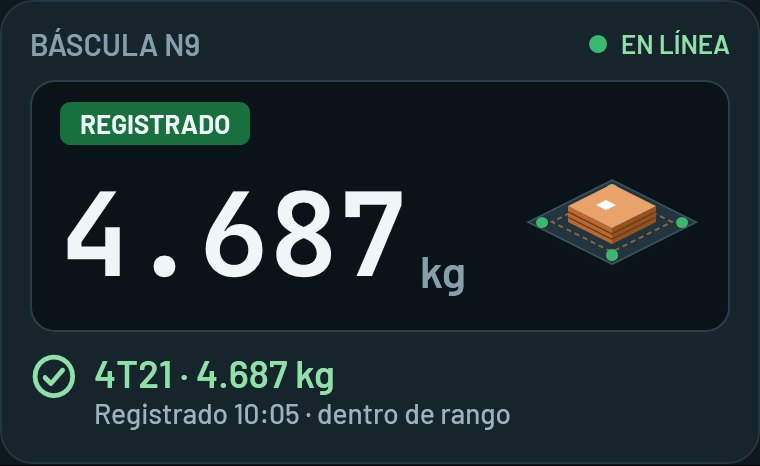 BÁSCULA N9
EN LÍNEA
REGISTRADO
4.687 kg
4T21 · 4.687 kg
Registrado 10:05 · dentro de rango